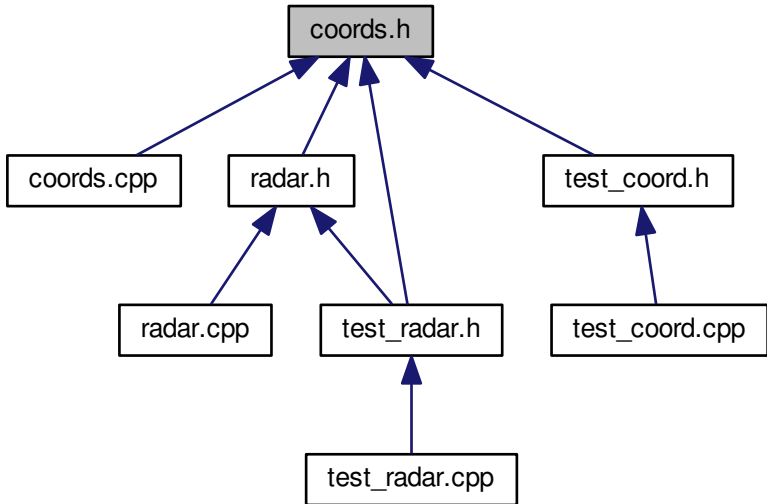 coords.h
coords.cpp
radar.h
test_coord.h
radar.cpp
test_radar.h
test_coord.cpp
test_radar.cpp